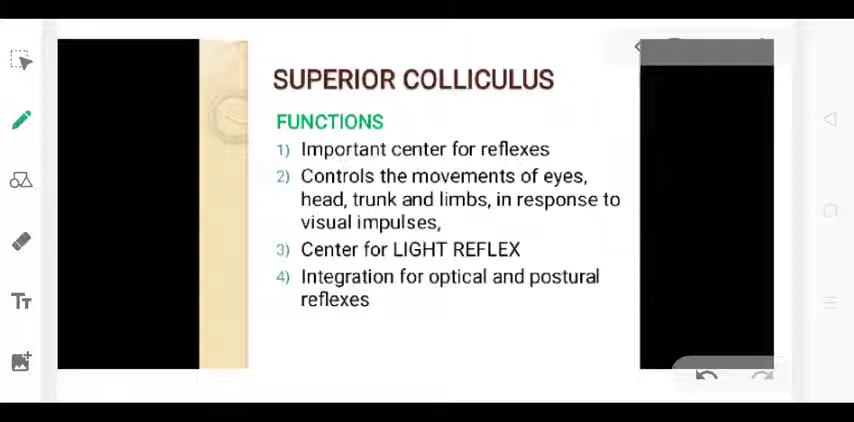 SUPERIOR COLLICULUS
FUNCTIONS
1) Important center for reflexes
2) Controls the movements of eyes,
head, trunk and limbs, in response to
visual impulses,
3) Center for LIGHT REFLEX
4) Integration for optical and postural
reflexes
TT